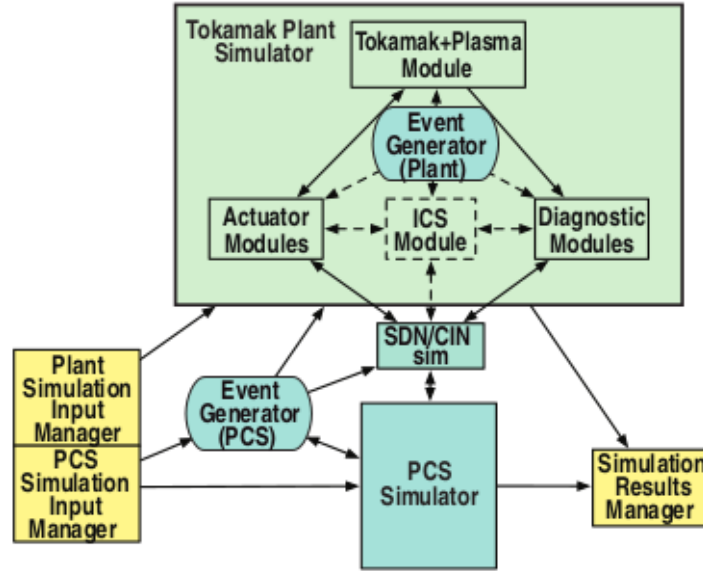 Tokamak Plant
Simulator
Tokamak+Plasma
Module
Event
Generator
(Plant)
Actuator
Modules
ICS
Module
Diagnostic
Modules
SDN/CIN
sim
Plant
Simulation
Input
Manager
Event
Generator
(PCS)
PCS
Simulation
Input
Manager
PCS
Simulator
Simulation
Results
Manager